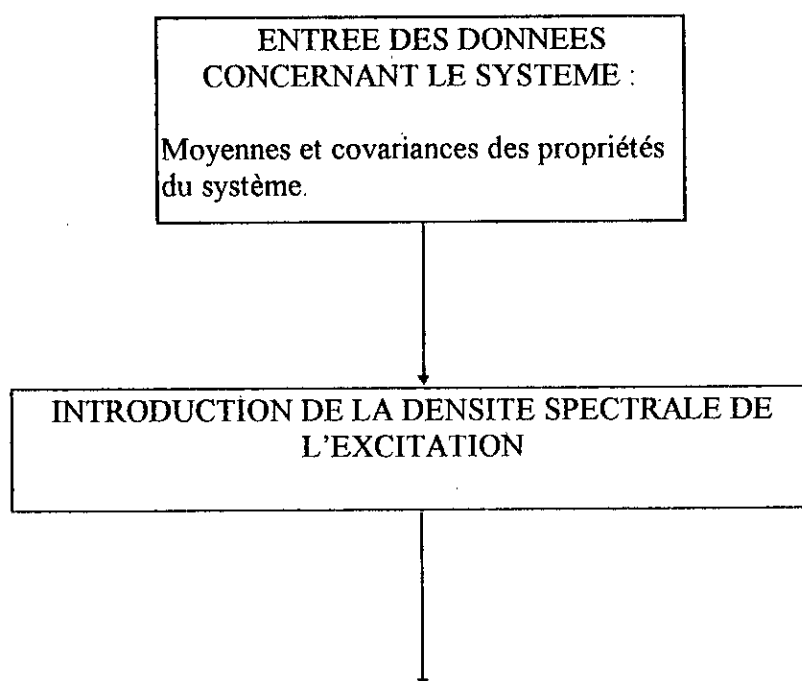 ENTREE DES DONNEES
CONCERNANT LE SYSTEME :
Moyennes et covariances des propriétés
du système.
INTRODUCTION DE LA DENSITE SPECTRALE DE
L'EXCITATION